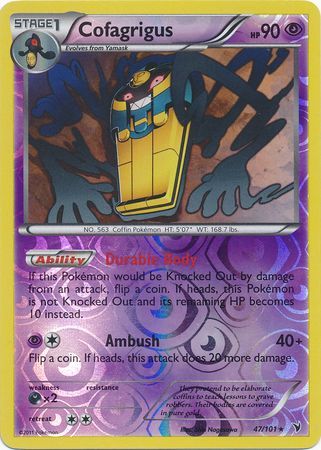 STAGE1
Cofagrigus
HP 90
Evolves from Yamask
NO. 563 Coffin Pokémon HT: 5'07" WT: 168.7 lbs.
Ability Durable Body
If this Pokémon would be Knocked Out by damage
from an attack, flip a coin. If heads, this Pokémon
is not Knocked Out and its remaining HP becomes
10 instead.
Ambush 40+
Flip a coin. If heads, this attack does 20 more damage.
weakness resistance
×2
retreat
They pretend to be elaborate
coffins to teach lessons to grave
robbers. Their bodies are covered
in pure gold.
©2011 Pokémon
Illus. Naoki Nagasawa
47/101